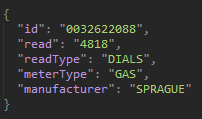 {
"id": "0032622088",
"read": "4818",
"readType": "DIALS",
"meterType": "GAS",
"manufacturer": "SPRAGUE"
}